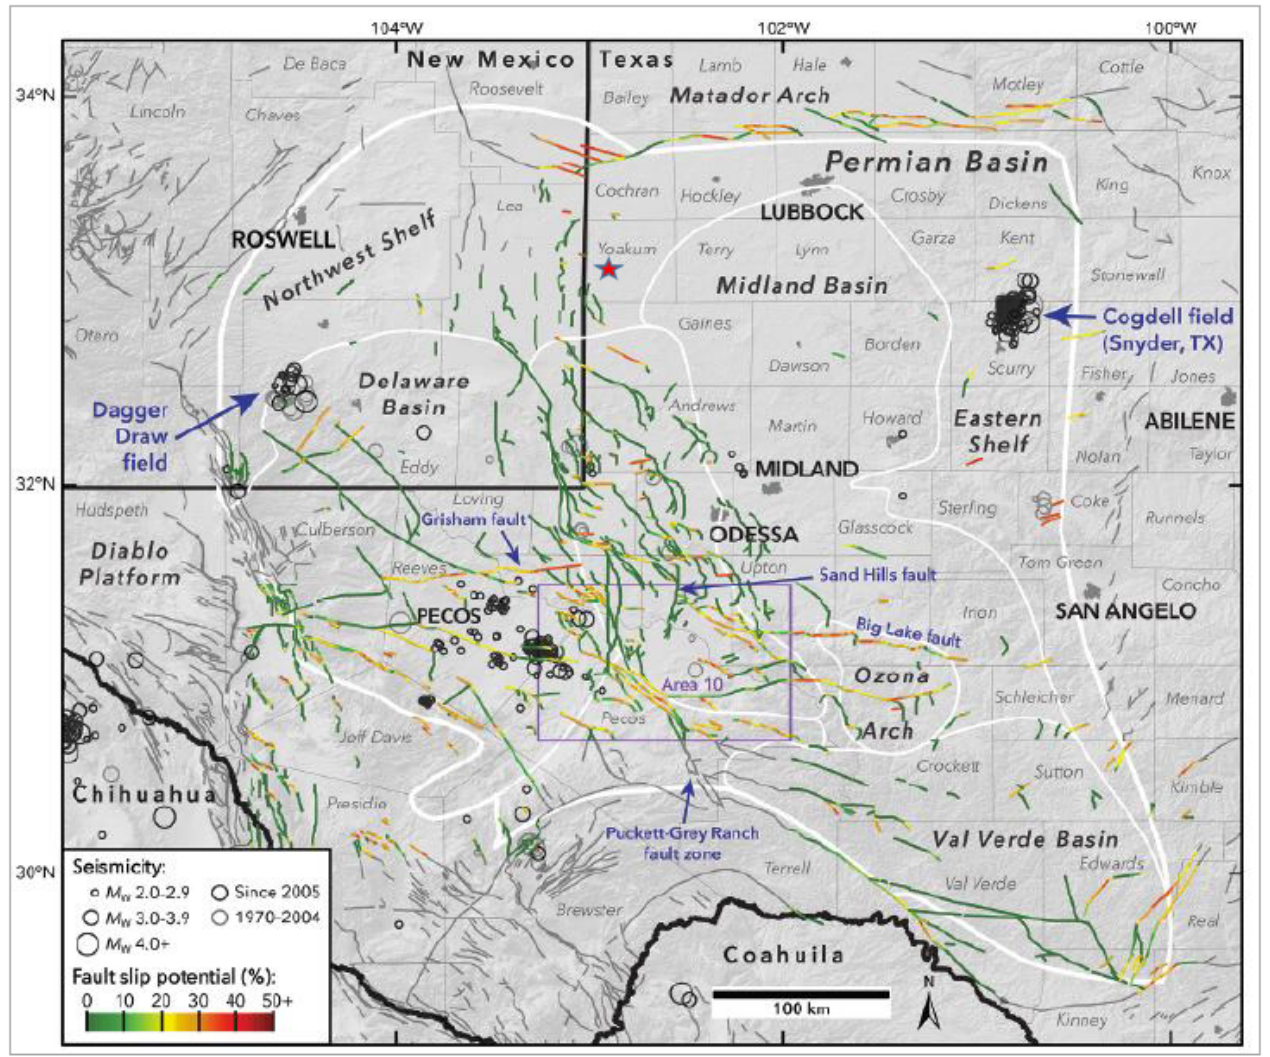 104°W 102°W 100°W
34°N
32°N
30°N
New Mexico Texas
De Baca
Roosevelt
Lamb
Hale
Bailey
Matador Arch
Motley
Cottle
Lincoln
Chaves
Permian Basin
Cochran
Hockley
LUBBOCK
Crosby
Dickens
King
Knox
Lea
ROSWELL
Northwest Shelf
Yoakum
Terry
Lynn
Garza
Kent
Stonewall
Midland Basin
Otero
Gaines
Cogdell field
(Snyder, TX)
Borden
Dawson
Scurry
Fisher
Jones
Delaware
Basin
Dagger
Draw
field
Andrews
Martin
Howard
Eastern
Shelf
ABILENE
Eddy
MIDLAND
Nolan
Taylor
Hudspeth
Loving
Culberson
Grisham fault
ODESSA
Glasscock
Sterling
Coke
Runnels
Diablo
Platform
Reeves
Upton
Sand Hills fault
Tom Green
Concho
PECOS
Irion
SAN ANGELO
Big Lake fault
Area 10
Ozona
Arch
Schleicher
Menard
Pecos
Jeff Davis
Crockett
Sutton
Kimble
Chihuahua
Presidio
Puckett-Grey Ranch
fault zone
Val Verde Basin
Terrell
Val Verde
Edwards
Brewster
Real
Coahuila
N
100 km
Kinney
Seismicity:
Mw 2.0-2.9 Since 2005
Mw 3.0-3.9 1970-2004
Mw 4.0+
Fault slip potential (%):
0 10 20 30 40 50+